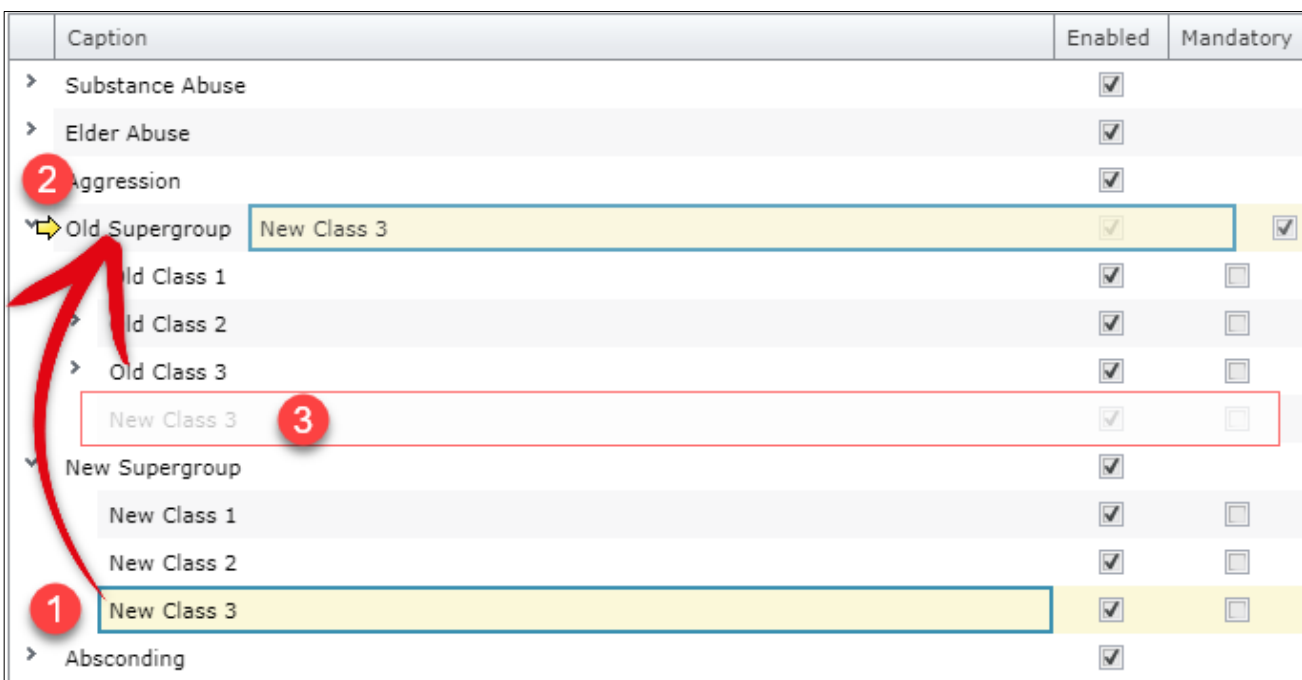 Caption Enabled Mandatory
Substance Abuse
Elder Abuse
2 Aggression
Old Supergroup New Class 3
Old Class 1
Old Class 2
Old Class 3
New Class 3 3
New Supergroup
New Class 1
New Class 2
1 New Class 3
Absconding